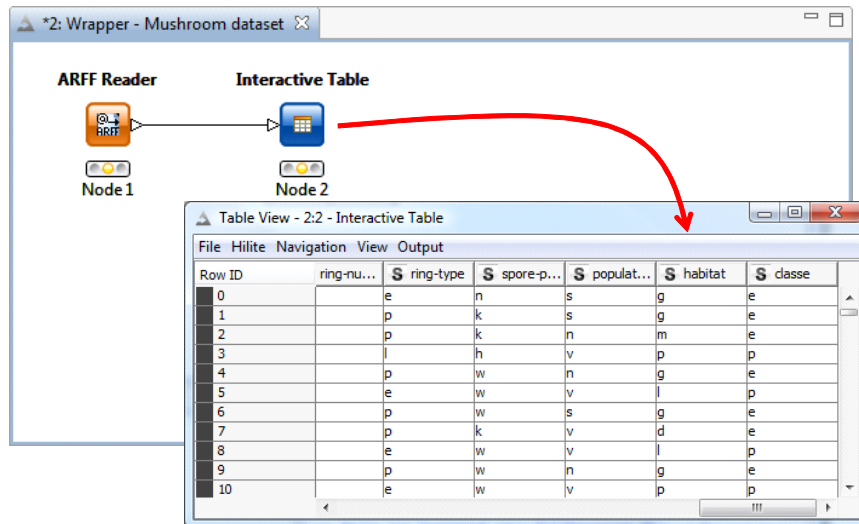 *2: Wrapper - Mushroom dataset
ARFF Reader Interactive Table
ARFF
Node 1 Node 2
Table View - 2:2 - Interactive Table
File Hilite Navigation View Output
Row ID ring-nu... S ring-type S spore-p... S populat... S habitat S classe
0 e n s g e
1 p k s g e
2 p k n m e
3 l h v p p
4 p w n g e
5 e w v l p
6 p w s g e
7 p k v d e
8 e w v l p
9 p w n g e
10 e w v p p